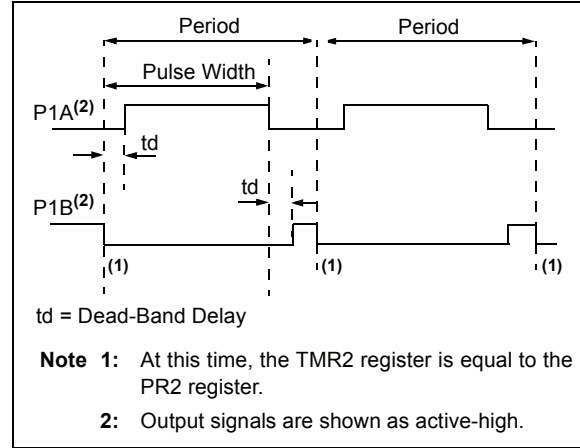 Period Period
Pulse Width
P1A(2)
td
td
P1B(2)
(1) (1) (1)
td = Dead-Band Delay
Note 1: At this time, the TMR2 register is equal to the
PR2 register.
2: Output signals are shown as active-high.